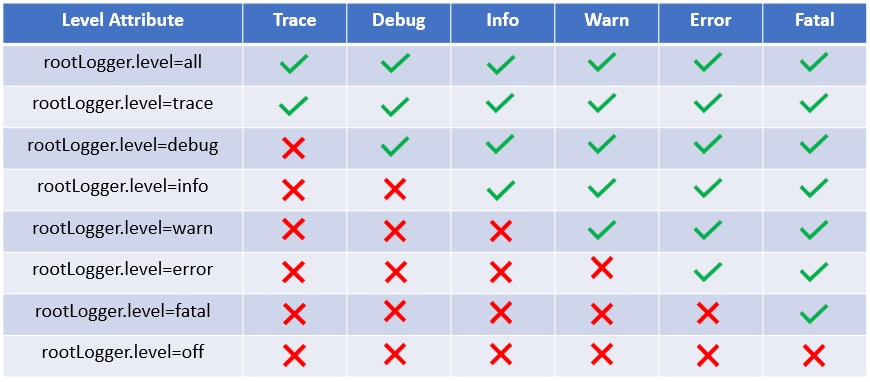 Level Attribute Trace Debug Info Warn Error Fatal
rootLogger.level=all
rootLogger.level=trace
rootLogger.level=debug
rootLogger.level=info
rootLogger.level=warn
rootLogger.level=error
rootLogger.level=fatal
rootLogger.level=off